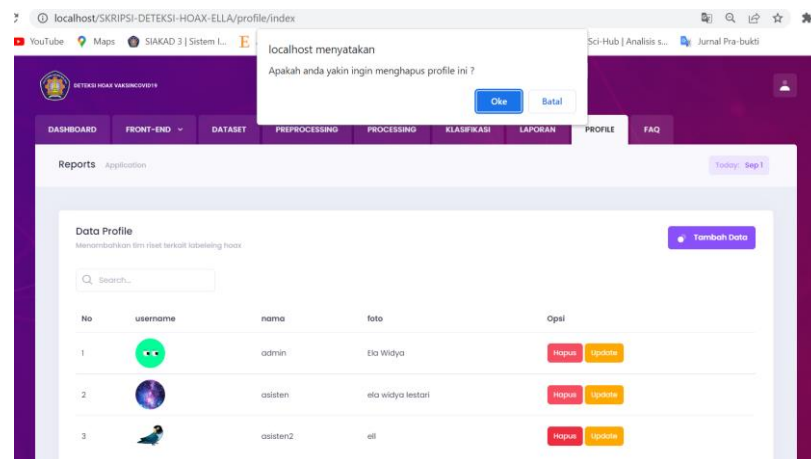 localhost/SKRIPSI-DETEKSI-HOAX-ELLA/profile/index
YouTube Maps SIAKAD 3 | Sistem I... Sci-Hub | Analisis s... Jurnal Pra-bukti
localhost menyatakan
Apakah anda yakin ingin menghapus profile ini ?
Oke Batal
DETEKSI HOAX VAKSINCOVID19
DASHBOARD FRONT-END DATASET PREPROCESSING PROCESSING KLASIFIKASI LAPORAN PROFILE FAQ
Reports Application Today: Sep 1
Data Profile
Menambahkan tim riset terkait labeleing hoax
Tambah Data
Search...
No username nama foto Opsi
1 admin Ela Widya Hapus Update
2 asisten ela widya lestari Hapus Update
3 asisten2 ell Hapus Update